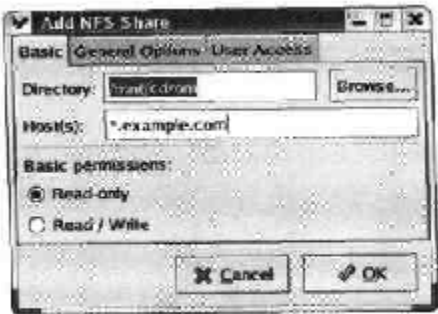 Add NFS Share
Basic General Options User Access
Directory: /mnt/cdrom Browse...
Host(s): *.example.com
Basic permissions:
Read-only
Read / Write
Cancel OK